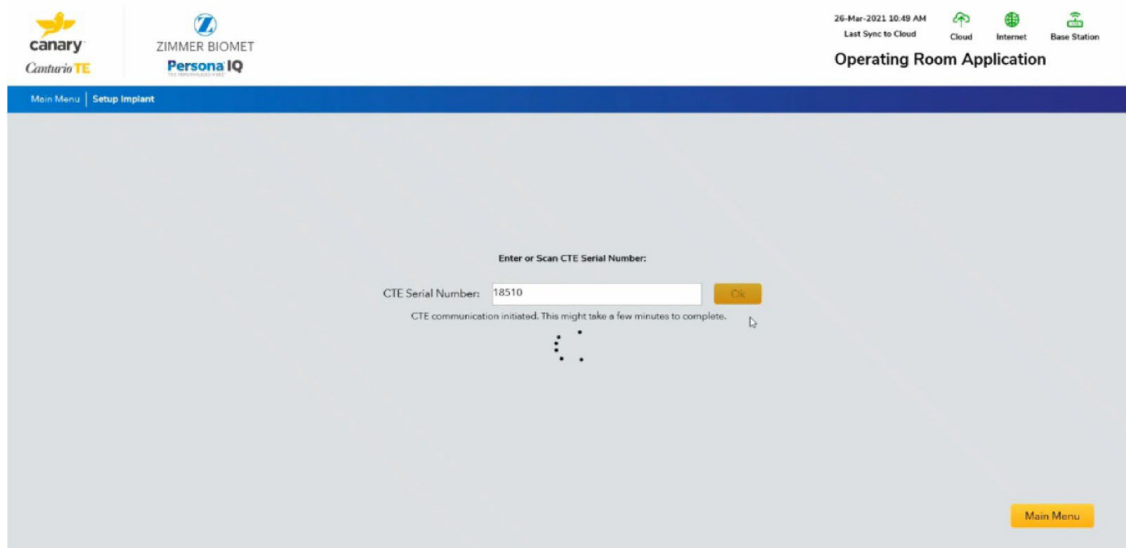 canary
Canturio TE
ZIMMER BIOMET
Persona IQ
26-Mar-2021 10:49 AM
Last Sync to Cloud
Cloud
Internet
Base Station
Operating Room Application
Main Menu | Setup Implant
Enter or Scan CTE Serial Number:
CTE Serial Number: 18510 Ok
CTE communication initiated. This might take a few minutes to complete.
Main Menu